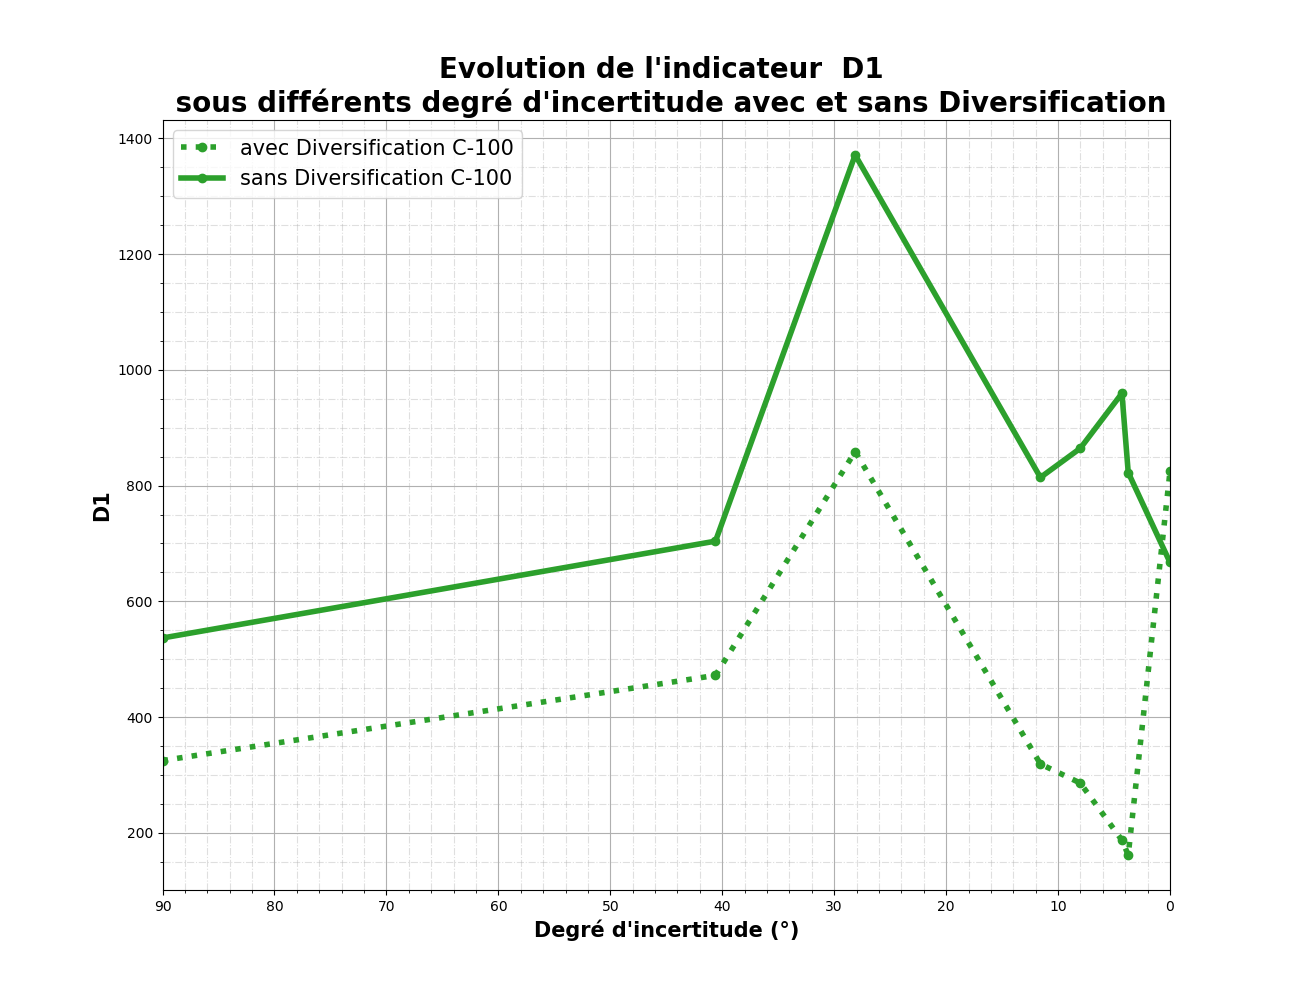 Evolution de l'indicateur  D1
sous différents degré d'incertitude avec et sans Diversification
avec Diversification C-100
sans Diversification C-100
1400
1200
1000
800
600
400
200
D1
90 80 70 60 50 40 30 20 10 0
Degré d'incertitude (°)